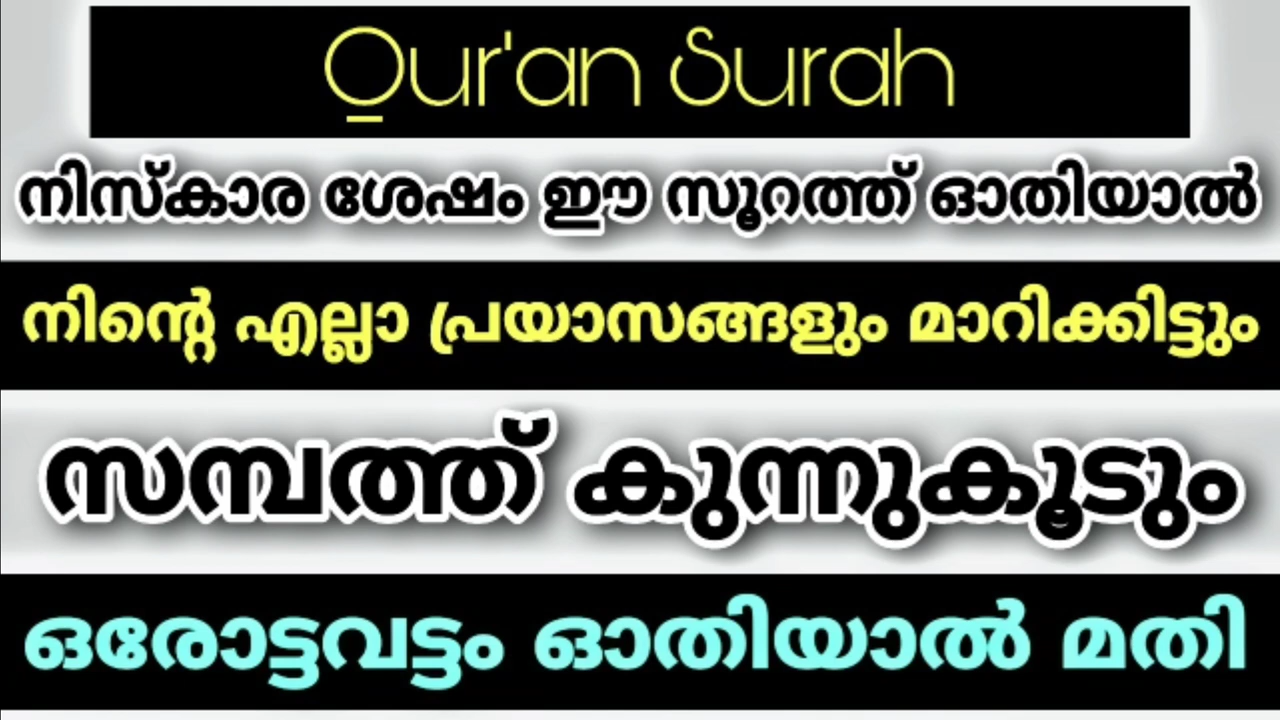 Qur'an Surah
നിസ്കാര ശേഷം ഈ സൂറത്ത് ഓതിയാൽ
നിന്റെ എല്ലാ പ്രയാസങ്ങളും മാറിക്കിട്ടും
സമ്പത്ത് കുന്നുകൂടും
ഒരോട്ടവട്ടം ഓതിയാൽ മതി